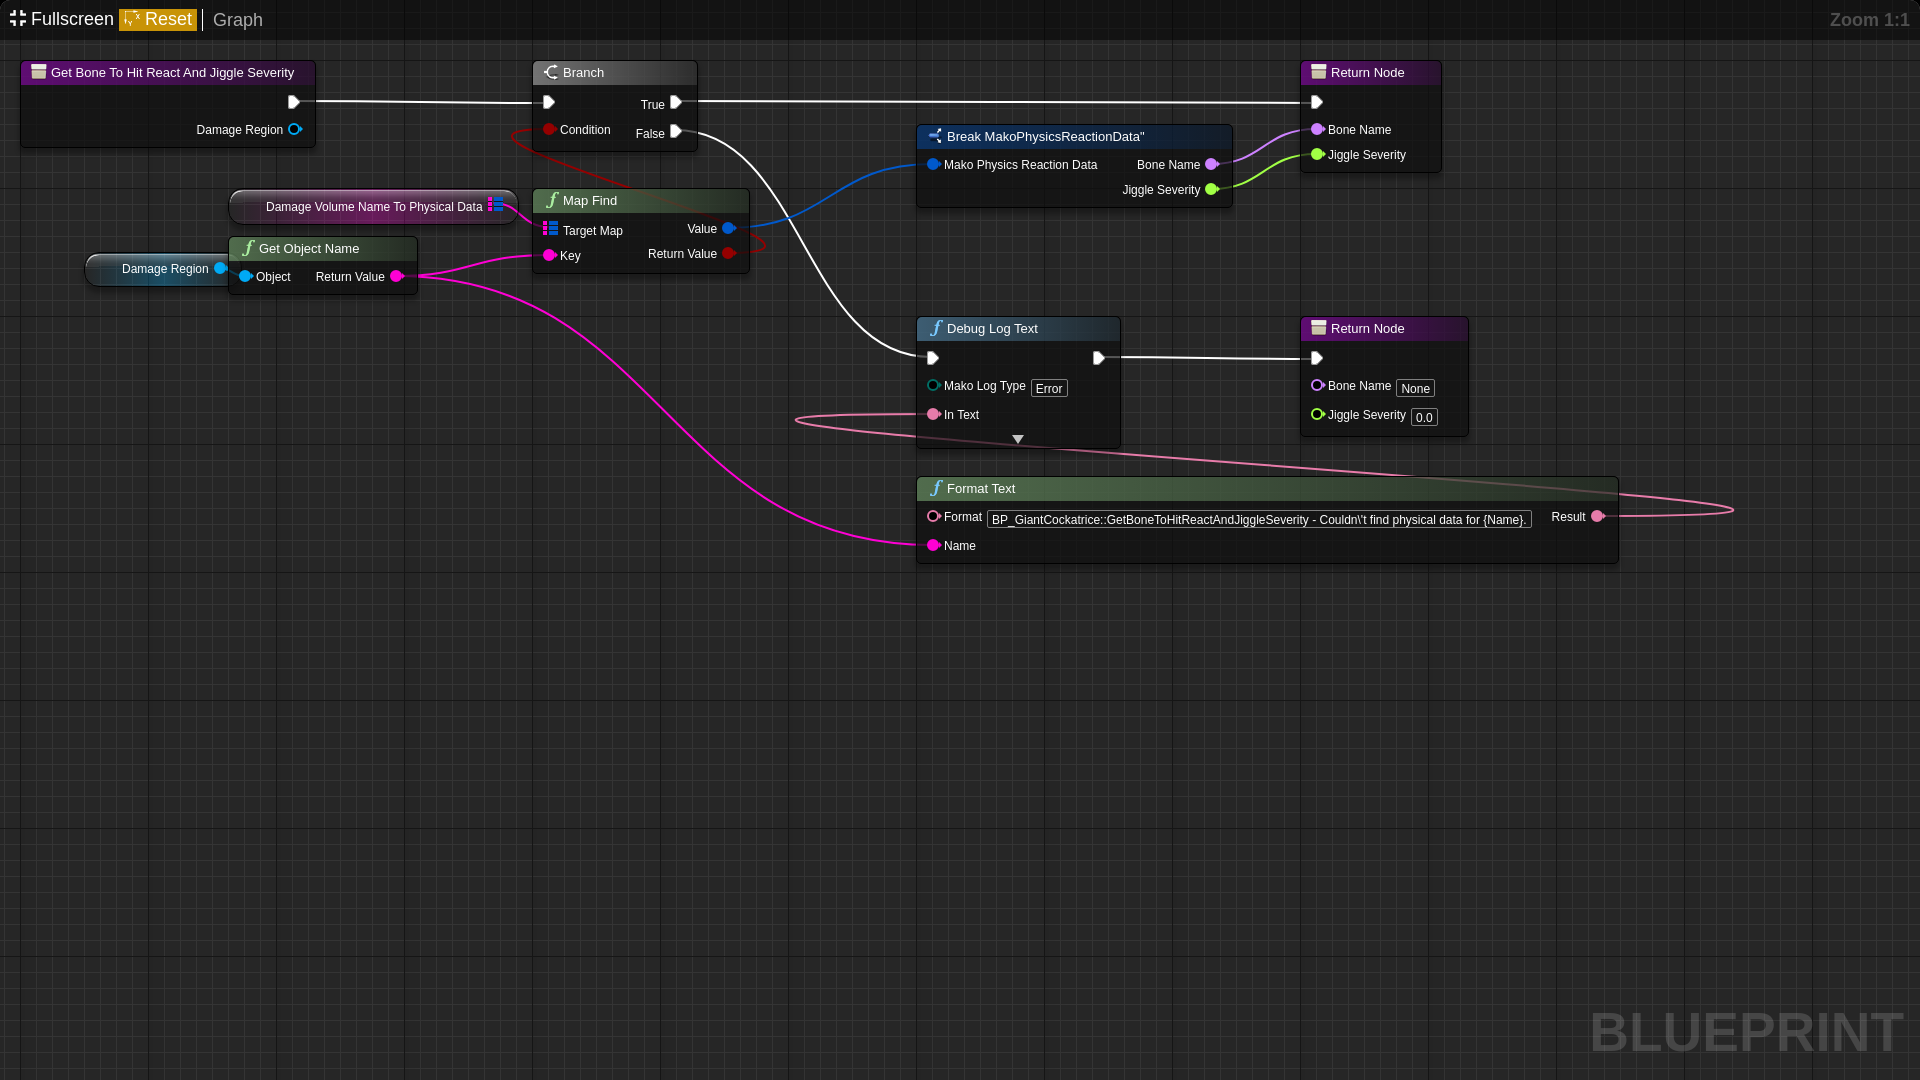 Fullscreen Reset Graph Zoom 1:1
Get Bone To Hit React And Jiggle Severity
Damage Region
Branch
True
Condition False
Return Node
Bone Name
Jiggle Severity
Break MakoPhysicsReactionData"
Mako Physics Reaction Data Bone Name
Jiggle Severity
Damage Volume Name To Physical Data
Map Find
Target Map Value
Key Return Value
Damage Region
Get Object Name
Object Return Value
Debug Log Text
Mako Log Type Error
In Text
Return Node
Bone Name None
Jiggle Severity 0.0
Format Text
Format BP_GiantCockatrice::GetBoneToHitReactAndJiggleSeverity - Couldn\'t find physical data for {Name}. Result
Name
BLUEPRINT